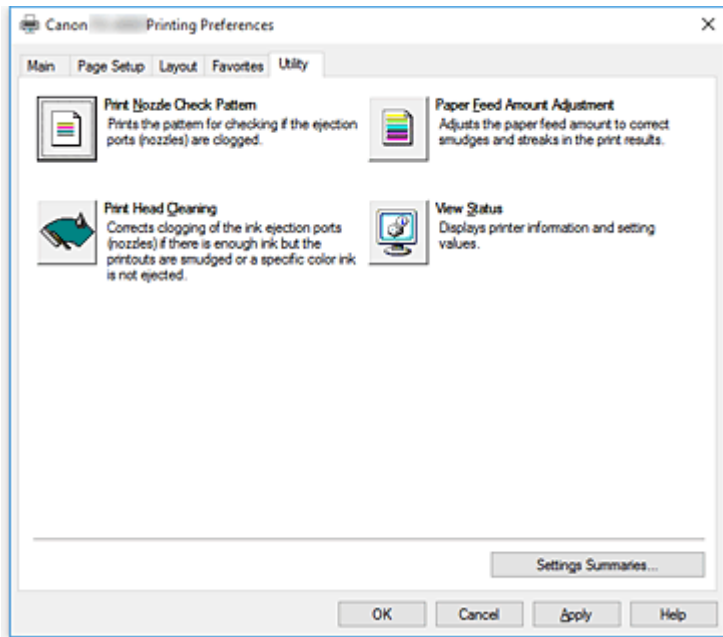 Canon Printing Preferences
Main Page Setup Layout Favorites Utility
Print Nozzle Check Pattern
Prints the pattern for checking if the ejection
ports (nozzles) are clogged.
Paper Feed Amount Adjustment
Adjusts the paper feed amount to correct
smudges and streaks in the print results.
Print Head Cleaning
Corrects clogging of the ink ejection ports
(nozzles) if there is enough ink but the
printouts are smudged or a specific color ink
is not ejected.
View Status
Displays printer information and setting
values.
Settings Summaries...
OK Cancel Apply Help